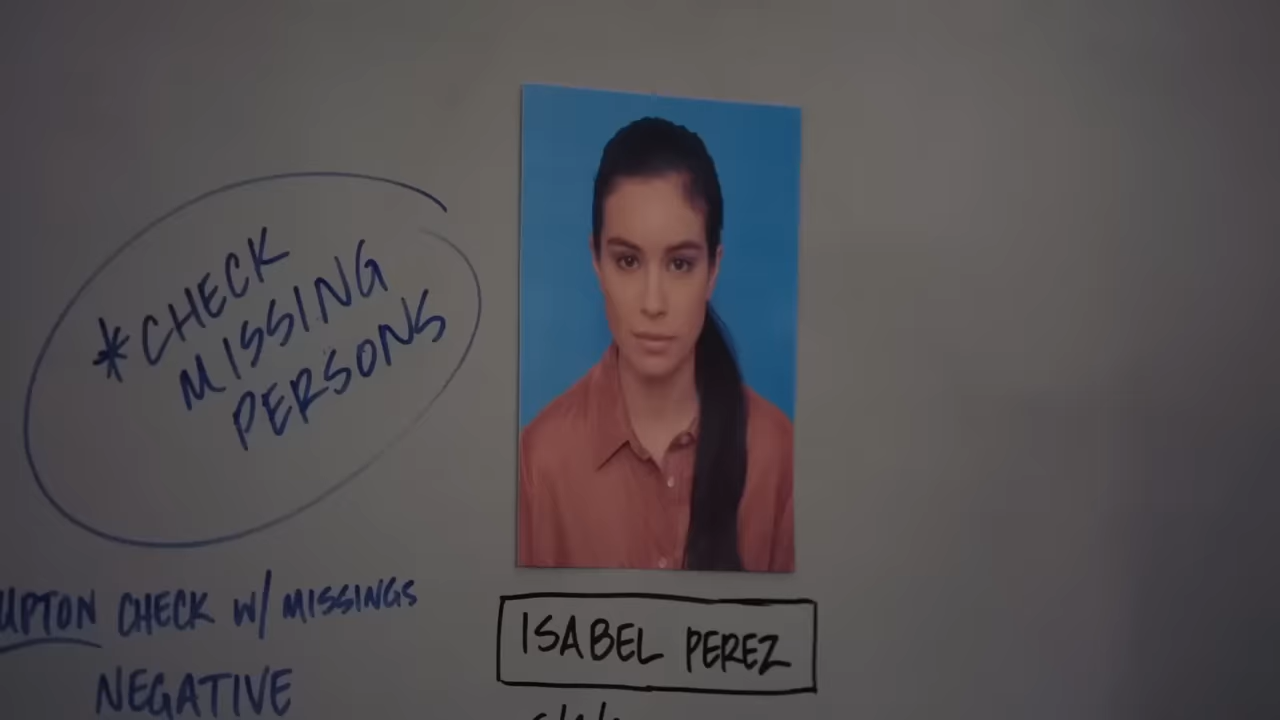 *CHECK
MISSING
PERSONS
UPTON CHECK W/ MISSINGS
NEGATIVE
ISABEL PEREZ